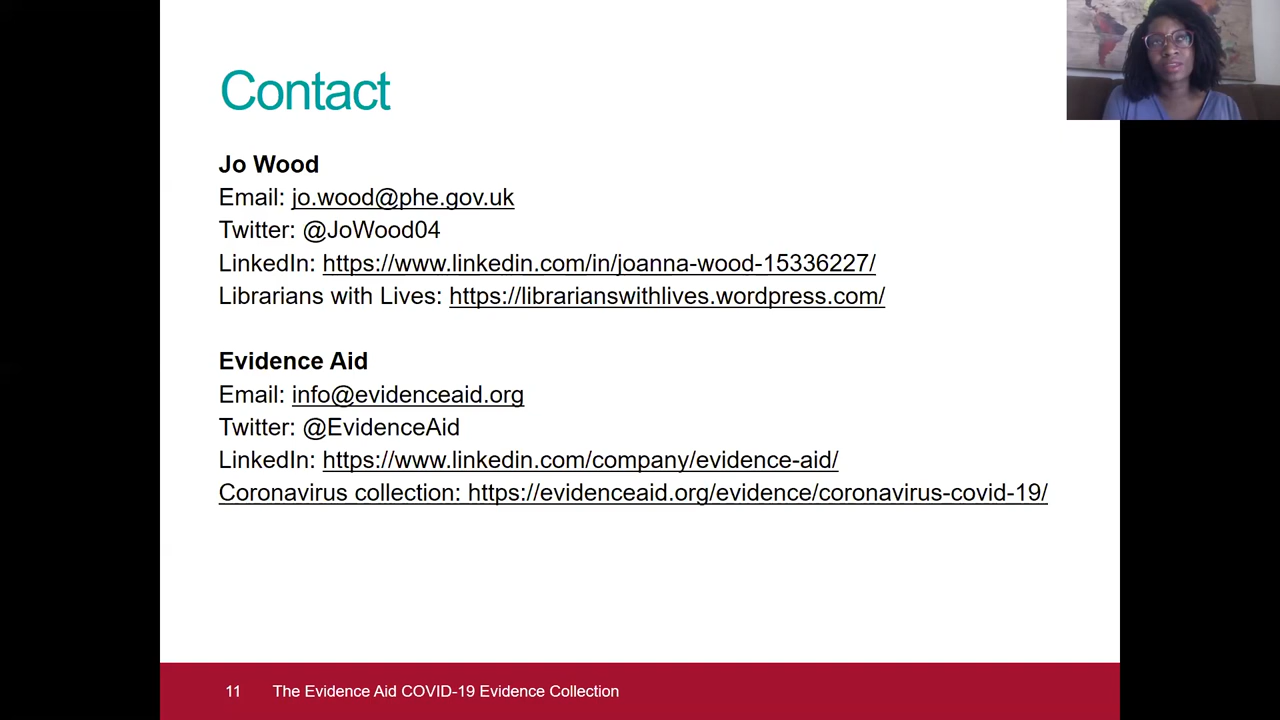 Contact
Jo Wood
Email: jo.wood@phe.gov.uk
Twitter: @JoWood04
LinkedIn: https://www.linkedin.com/in/joanna-wood-15336227/
Librarians with Lives: https://librarianswithlives.wordpress.com/
Evidence Aid
Email: info@evidenceaid.org
Twitter: @EvidenceAid
LinkedIn: https://www.linkedin.com/company/evidence-aid/
Coronavirus collection: https://evidenceaid.org/evidence/coronavirus-covid-19/
11 The Evidence Aid COVID-19 Evidence Collection